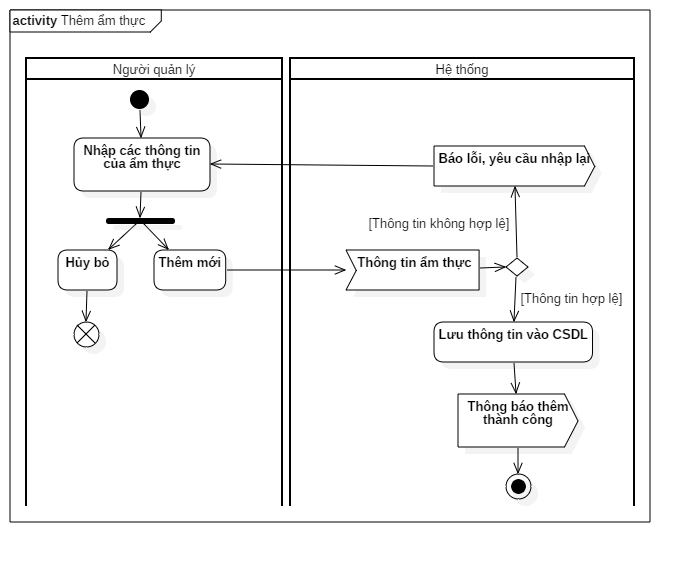 activity Thêm ẩm thực
Người quản lý
Hệ thống
Nhập các thông tin
của ẩm thực
Báo lỗi, yêu cầu nhập lại
[Thông tin không hợp lệ]
Hủy bỏ
Thêm mới
Thông tin ẩm thực
[Thông tin hợp lệ]
Lưu thông tin vào CSDL
Thông báo thêm
thành công